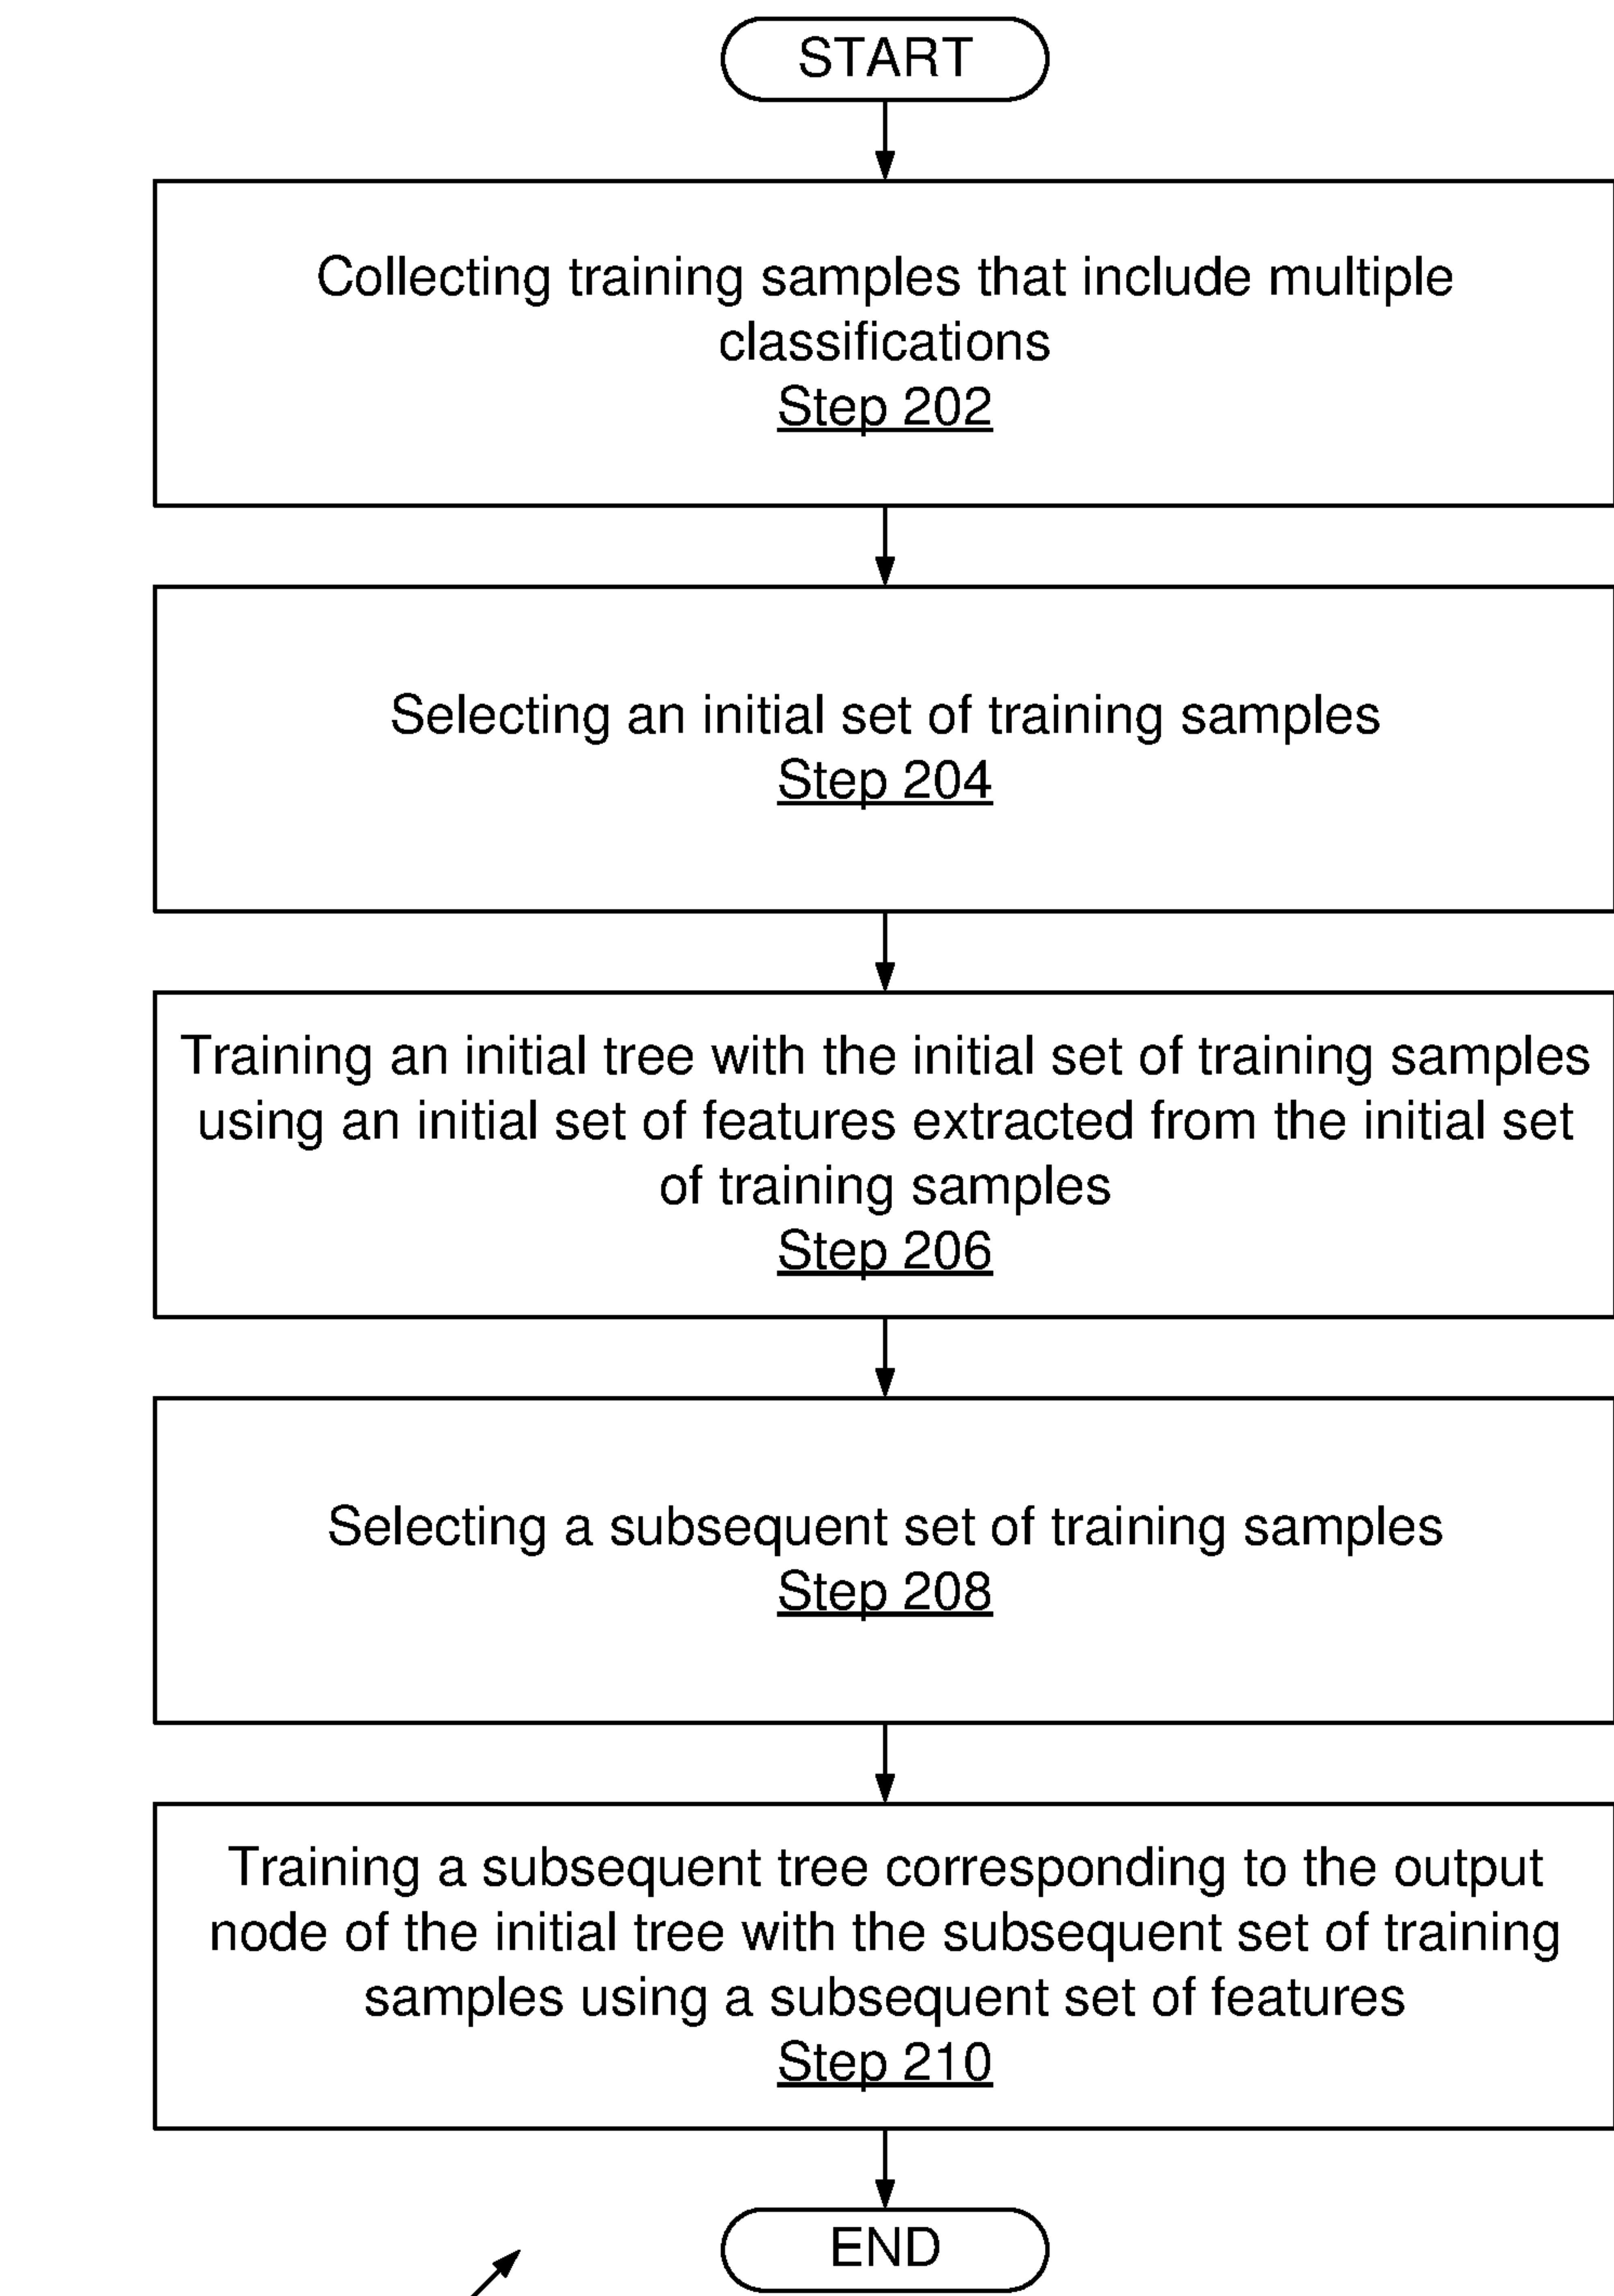 START
Collecting training samples that include multiple
classifications
Step 202
Selecting an initial set of training samples
Step 204
Training an initial tree with the initial set of training samples
using an initial set of features extracted from the initial set
of training samples
Step 206
Selecting a subsequent set of training samples
Step 208
Training a subsequent tree corresponding to the output
node of the initial tree with the subsequent set of training
samples using a subsequent set of features
Step 210
END